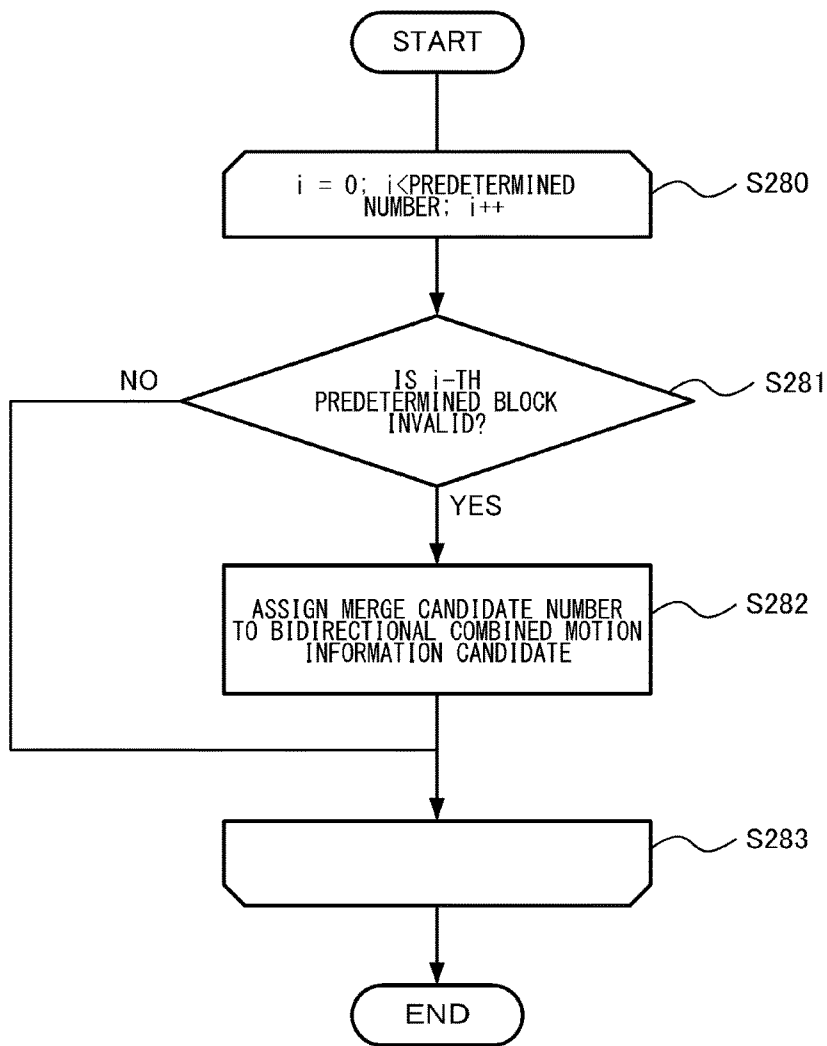 START
i = 0; i<PREDETERMINED
NUMBER; i++
S280
IS i-TH
PREDETERMINED BLOCK
INVALID?
S281
NO
YES
ASSIGN MERGE CANDIDATE NUMBER
TO BIDIRECTIONAL COMBINED MOTION
INFORMATION CANDIDATE
S282
S283
END